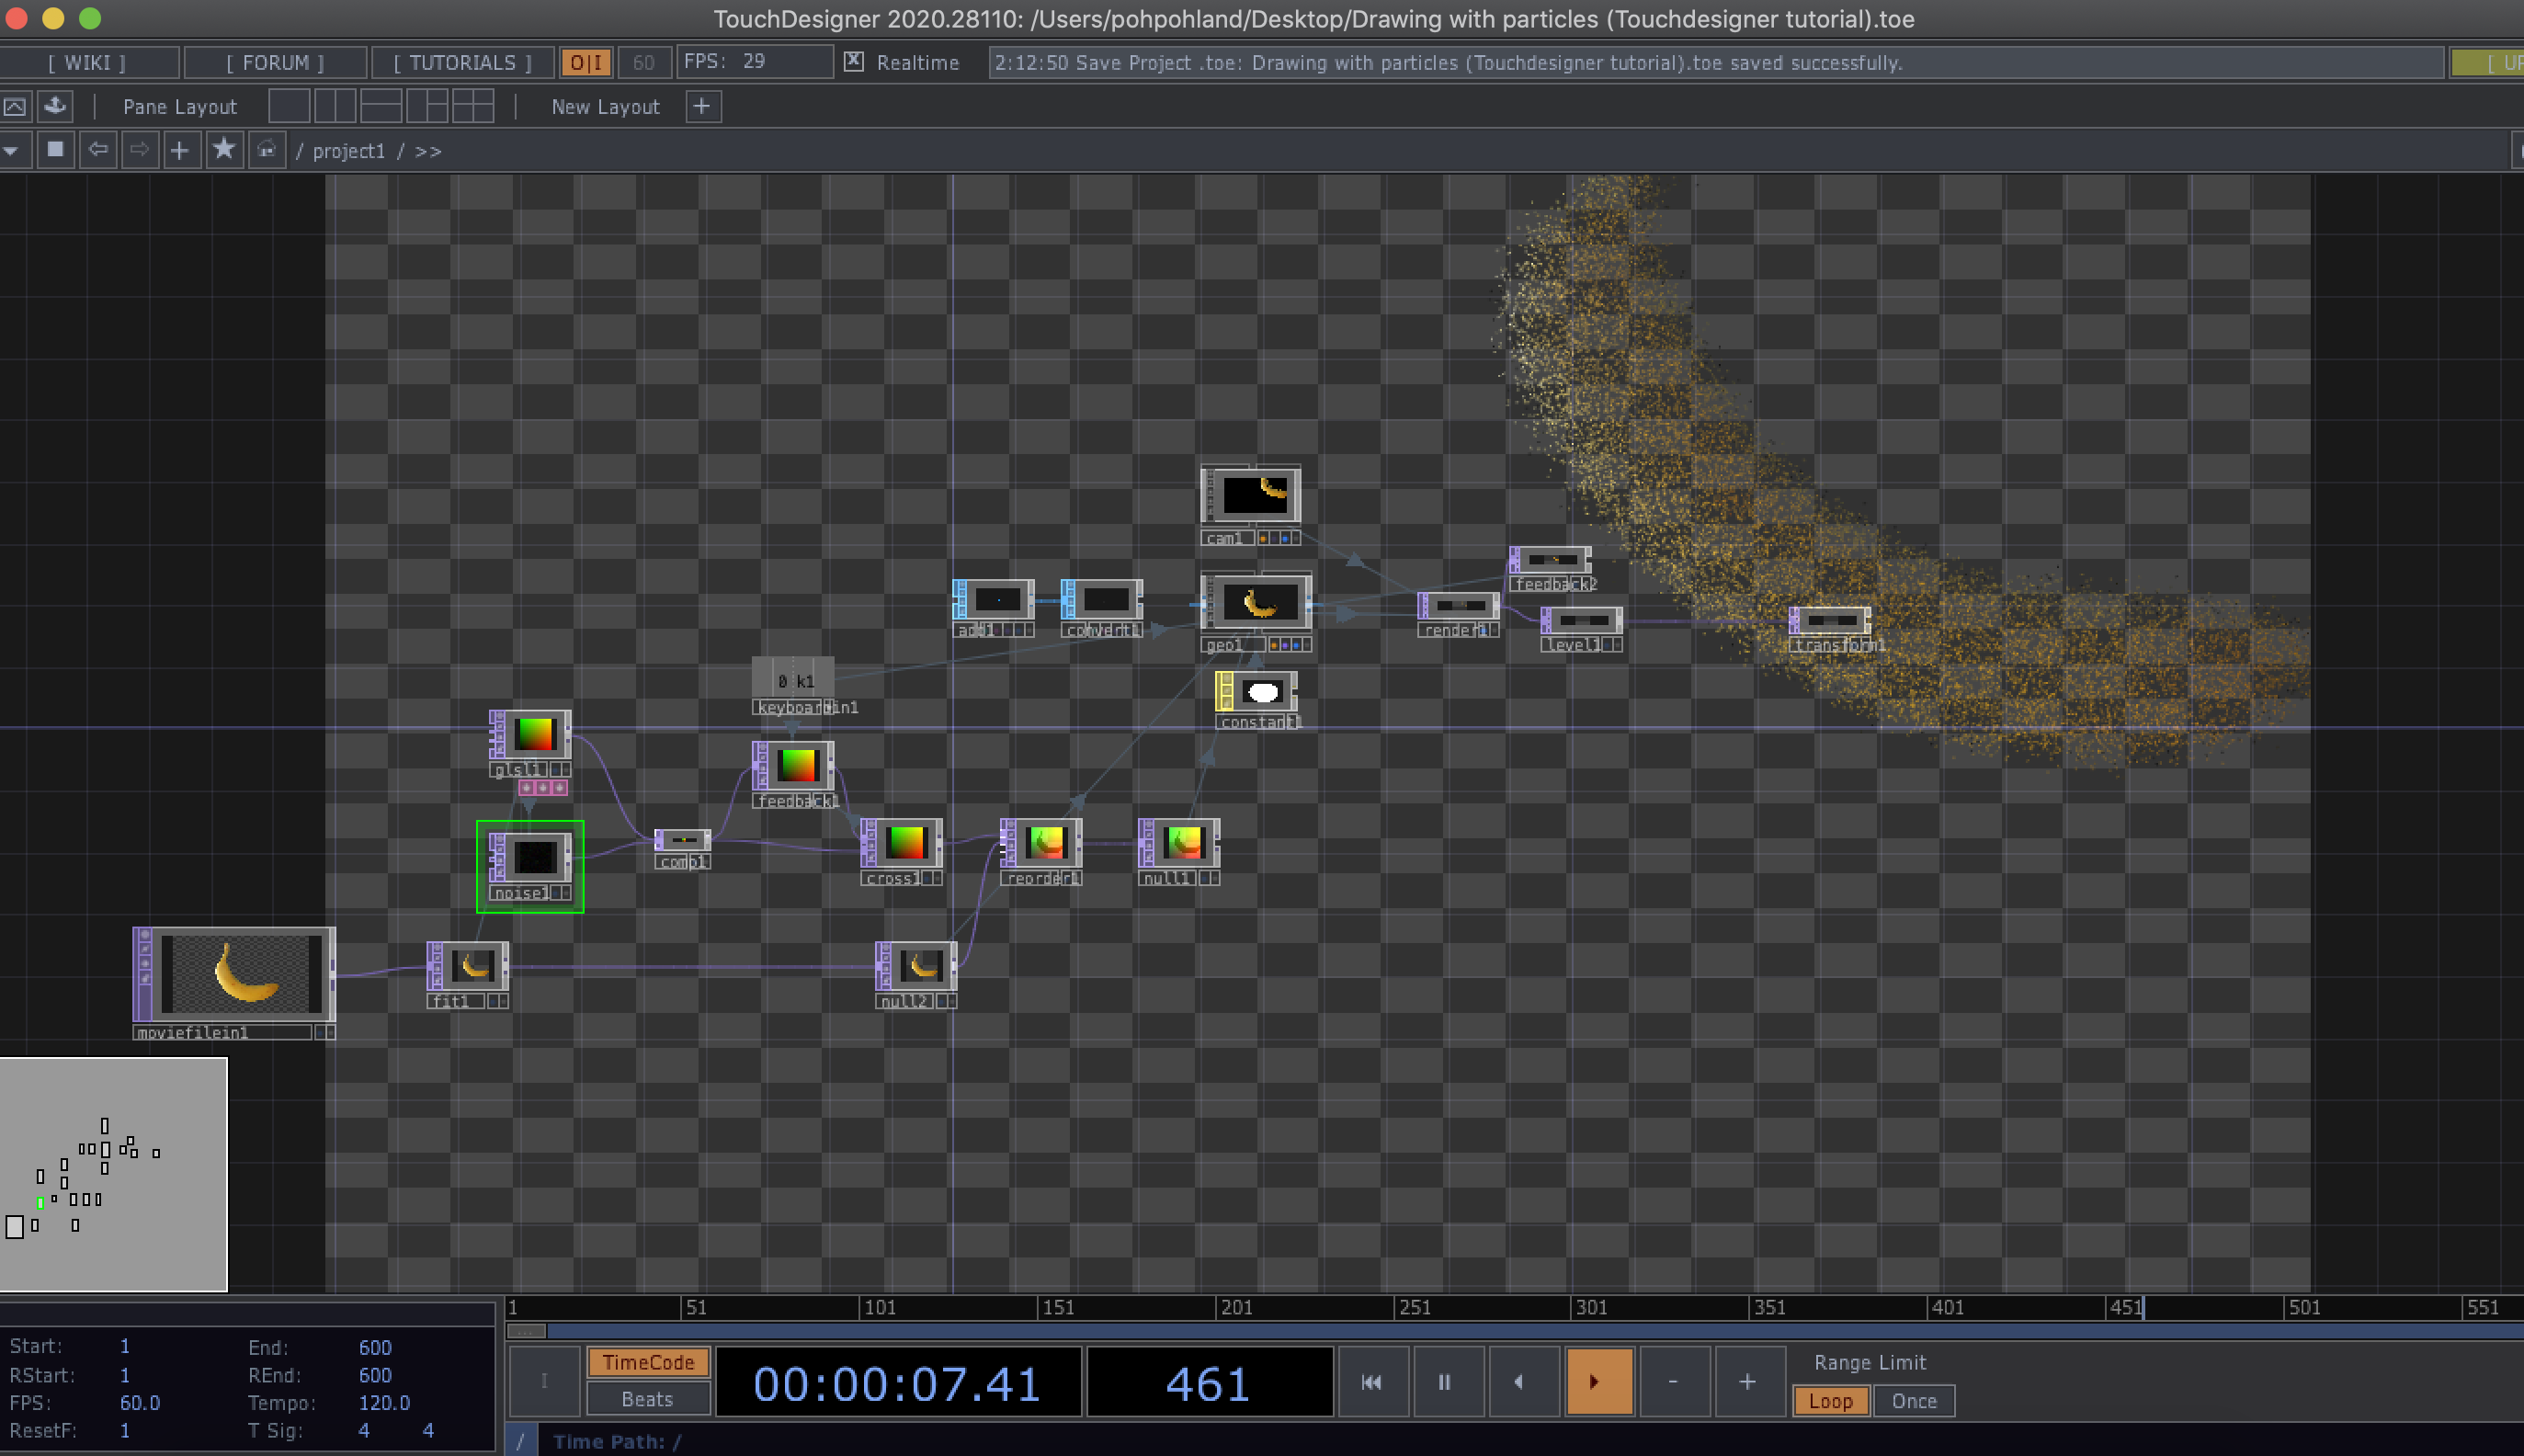 TouchDesigner 2020.28110: /Users/pohpohland/Desktop/Drawing with particles (Touchdesigner tutorial).toe
[ WIKI ] [ FORUM ] [ TUTORIALS ] O|I 60 FPS: 29 X Realtime 2:12:50 Save Project .toe: Drawing with particles (Touchdesigner tutorial).toe saved successfully. [ UP
Pane Layout New Layout +
/ project1 / >>
cam1
feedback2
add1 convert1 geo1 render1 level1 transform1
0 k1
keyboardin1
constant1
glsl1
feedback1
comp1
cross1 reorder1 null1
noise1
fit1 null2
moviefilein1
1 51 101 151 201 251 301 351 401 451 501 551
Start: 1 End: 600
RStart: 1 REnd: 600
FPS: 60.0 Tempo: 120.0
ResetF: 1 T Sig: 4 4
I TimeCode 00:00:07.41 461 - + Range Limit
Beats Loop Once
/ Time Path: /